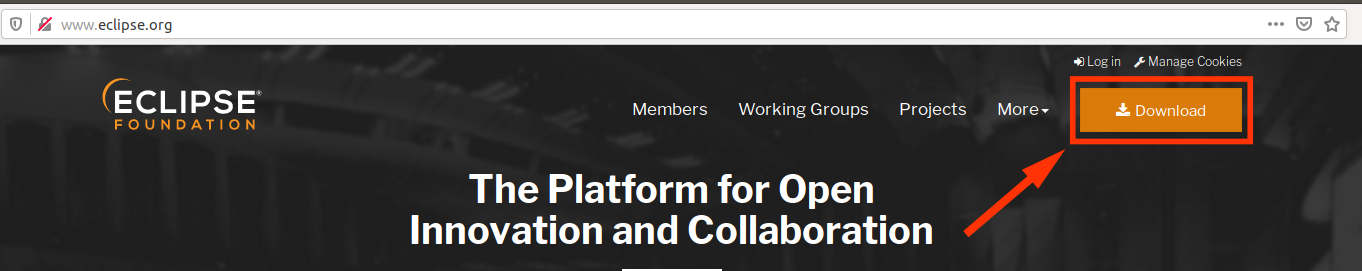 www.eclipse.org
Log in Manage Cookies
ECLIPSE®
FOUNDATION
Members Working Groups Projects More Download
The Platform for Open
Innovation and Collaboration